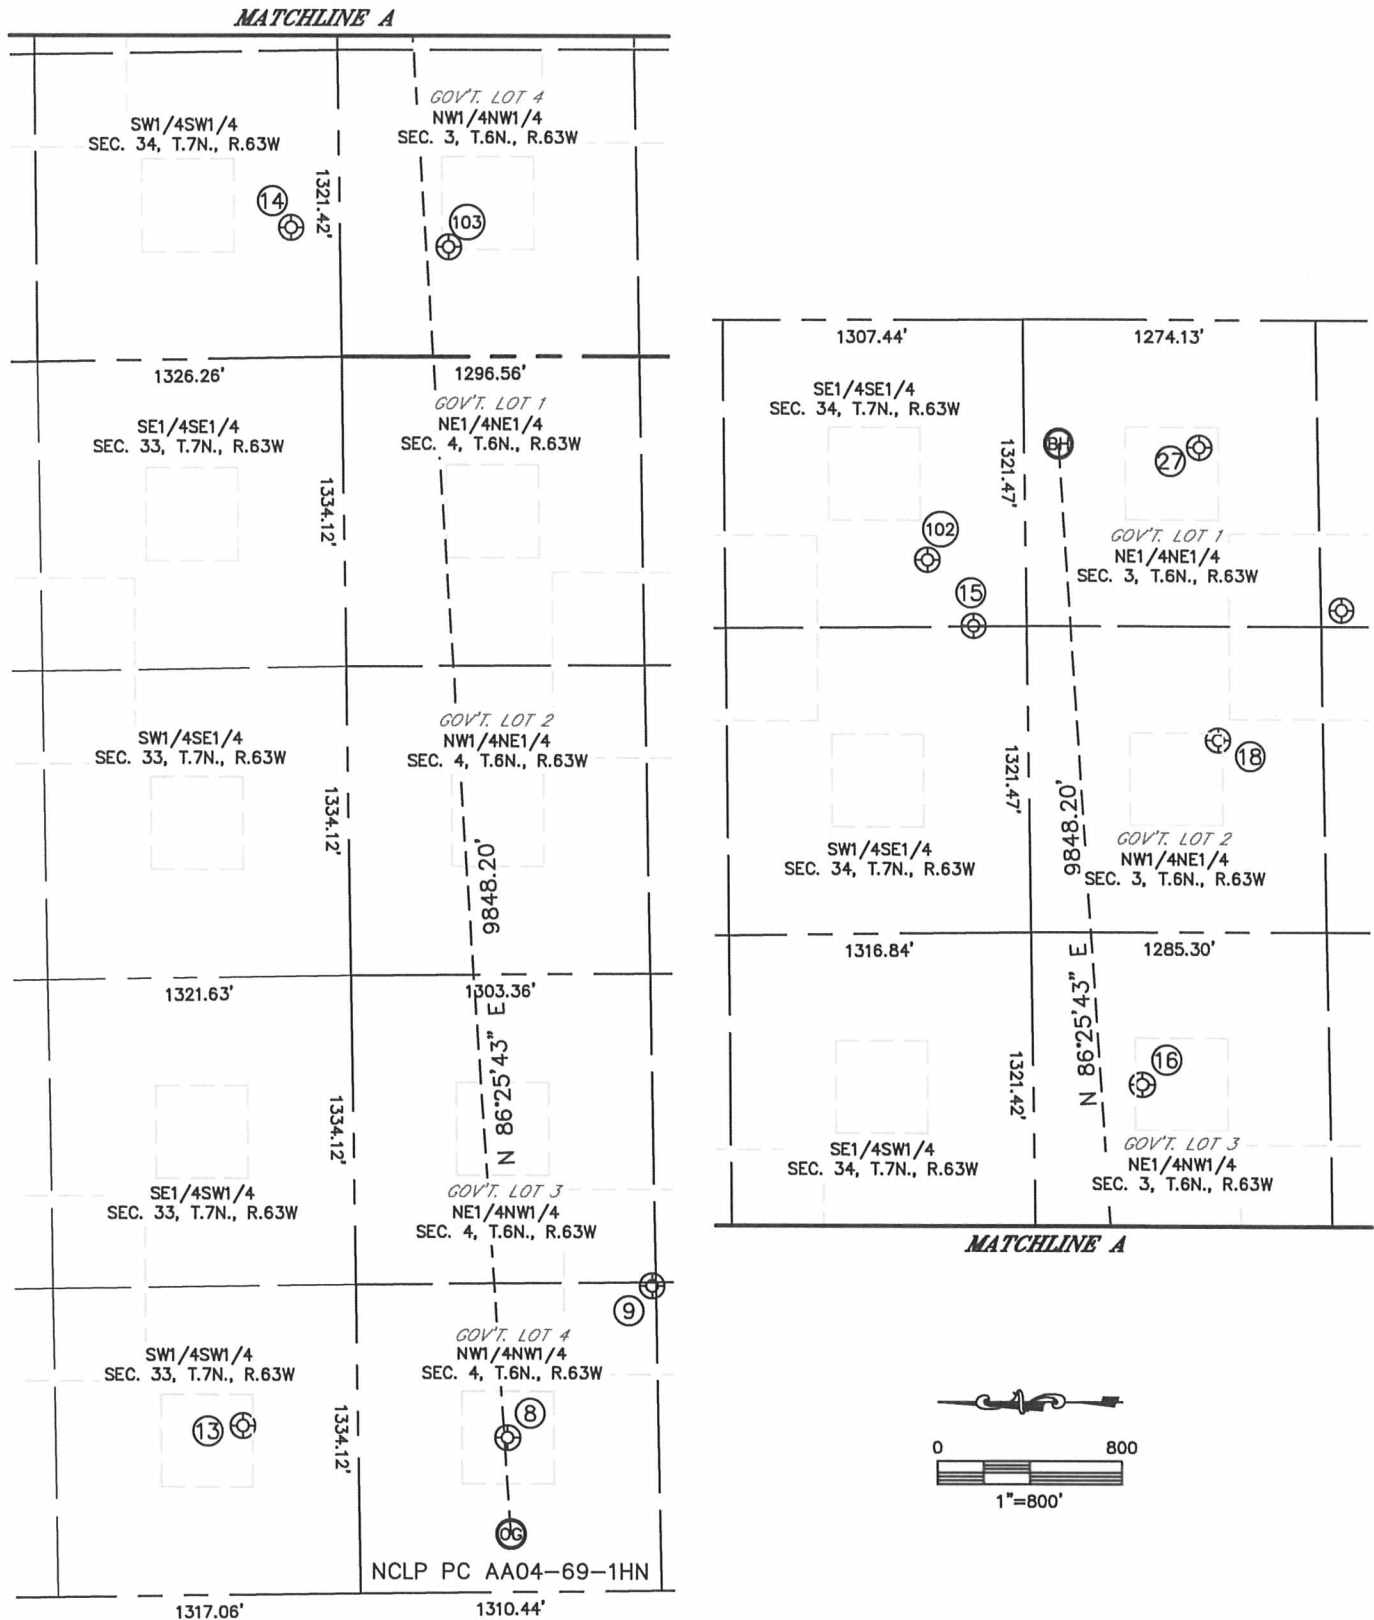 MATCHLINE A
GOV'T. LOT 4
SW1/4SW1/4
SEC. 34, T.7N., R.63W
NW1/4NW1/4
SEC. 3, T.6N., R.63W
14
1321.42'
103
1326.26'
1296.56'
SE1/4SE1/4
SEC. 33, T.7N., R.63W
GOV'T. LOT 1
NE1/4NE1/4
SEC. 4, T.6N., R.63W
1334.12'
SW1/4SE1/4
SEC. 33, T.7N., R.63W
GOV'T. LOT 2
NW1/4NE1/4
SEC. 4, T.6N., R.63W
1334.12'
9848.20'
1321.63'
1303.36'
N 86°25'43" E
1334.12'
SE1/4SW1/4
SEC. 33, T.7N., R.63W
GOV'T. LOT 3
NE1/4NW1/4
SEC. 4, T.6N., R.63W
9
SW1/4SW1/4
SEC. 33, T.7N., R.63W
GOV'T. LOT 4
NW1/4NW1/4
SEC. 4, T.6N., R.63W
13
1334.12'
8
OG
NCLP PC AA04-69-1HN
1317.06'
1310.44'
1307.44'
1274.13'
SE1/4SE1/4
SEC. 34, T.7N., R.63W
1321.47'
BH
27
102
15
GOV'T. LOT 1
NE1/4NE1/4
SEC. 3, T.6N., R.63W
18
1321.47'
9848.20'
SW1/4SE1/4
SEC. 34, T.7N., R.63W
GOV'T. LOT 2
NW1/4NE1/4
SEC. 3, T.6N., R.63W
1316.84'
1285.30'
N 86°25'43" E
1321.42'
16
SE1/4SW1/4
SEC. 34, T.7N., R.63W
GOV'T. LOT 3
NE1/4NW1/4
SEC. 3, T.6N., R.63W
MATCHLINE A
0 800
1"=800'